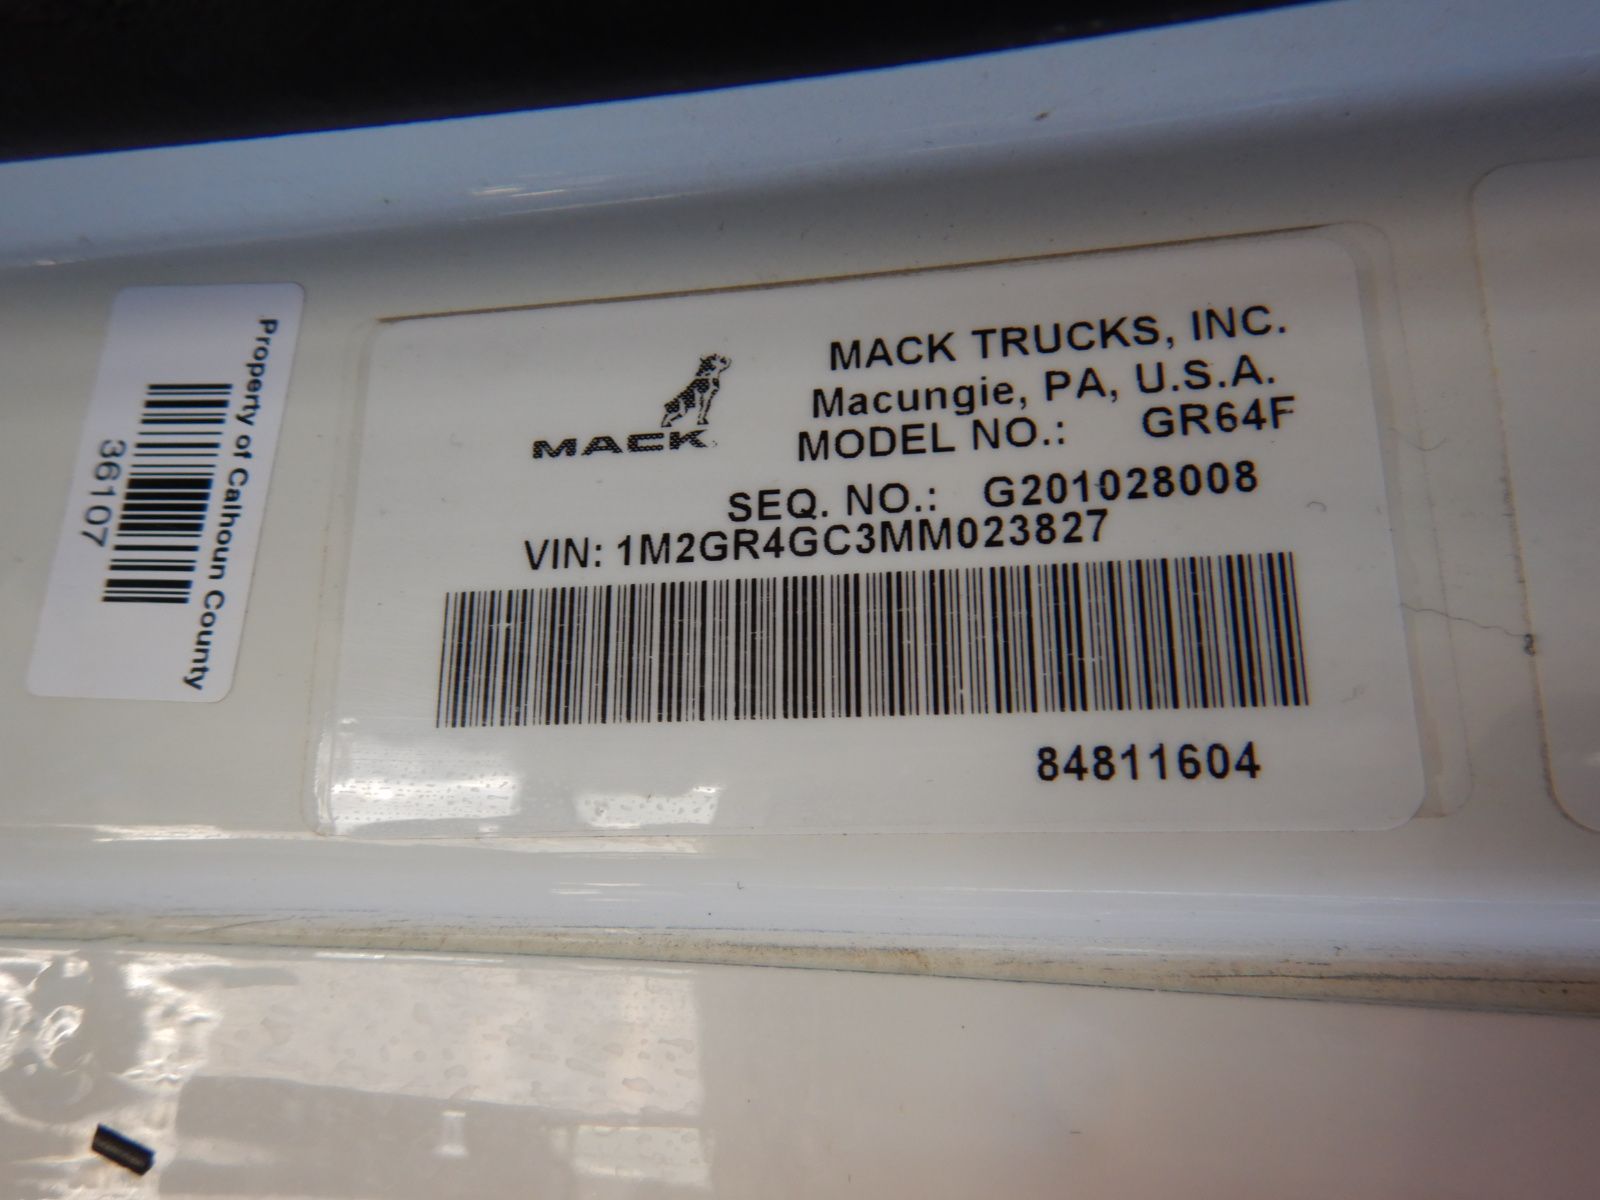 Property of Calhoun County
36107
MACK
MACK TRUCKS, INC.
Macungie, PA, U.S.A.
MODEL NO.: GR64F
SEQ. NO.: G201028008
VIN: 1M2GR4GC3MM023827
84811604